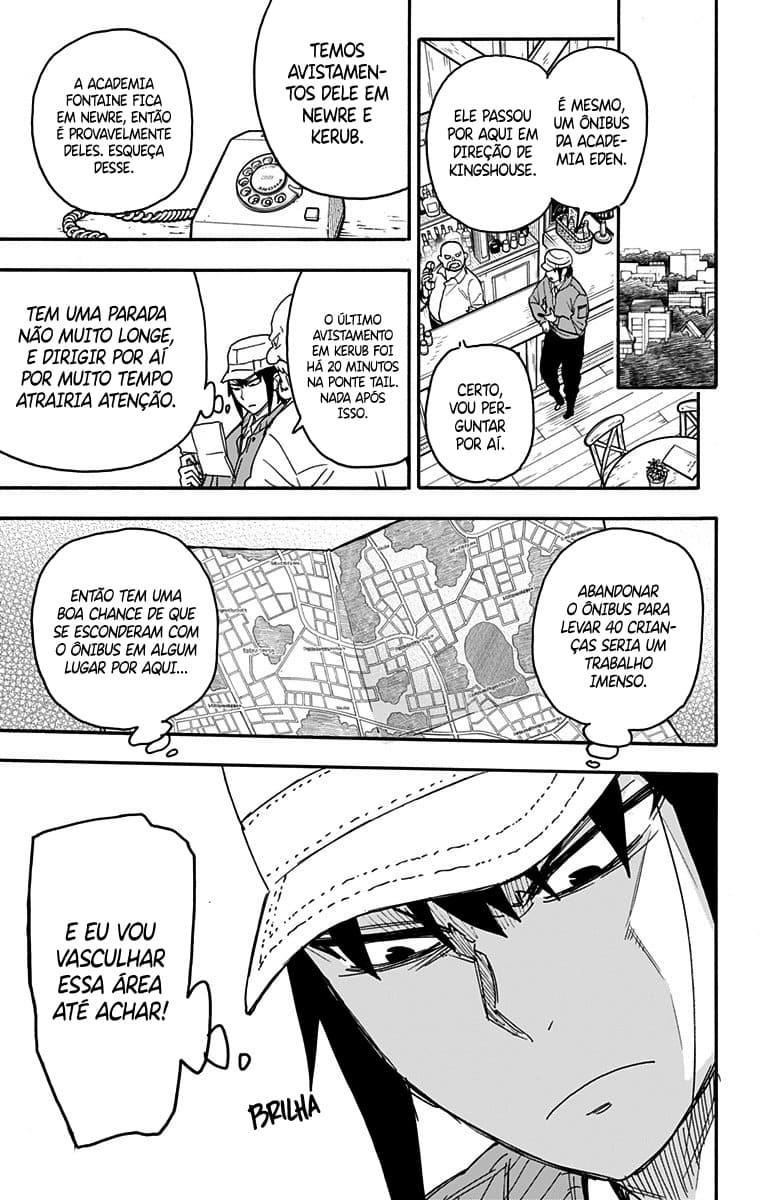 É MESMO,
UM ÔNIBUS
DA ACADE-
MIA EDEN.
ELE PASSOU
POR AQUI EM
DIREÇÃO DE
KINGSHOUSE.
CERTO,
VOU PER-
GUNTAR
POR AÍ.
TEMOS
AVISTAMEN-
TOS DELE EM
NEWRE E
KERUB.
A ACADEMIA
FONTAINE FICA
EM NEWRE, ENTÃO
É PROVAVELMENTE
DELES. ESQUEÇA
DESSE.
O ÚLTIMO
AVISTAMENTO
EM KERUB FOI
HÁ 20 MINUTOS
NA PONTE TAIL.
NADA APÓS
ISSO.
TEM UMA PARADA
NÃO MUITO LONGE,
E DIRIGIR POR AÍ
POR MUITO TEMPO
ATRAIRIA ATENÇÃO.
ABANDONAR
O ÔNIBUS PARA
LEVAR 40 CRIAN-
ÇAS SERIA UM
TRABALHO
IMENSO.
ENTÃO TEM UMA
BOA CHANCE DE QUE
SE ESCONDERAM COM
O ÔNIBUS EM ALGUM
LUGAR POR AQUI...
E EU VOU
VASCULHAR
ESSA ÁREA
ATÉ ACHAR!
BRILHA